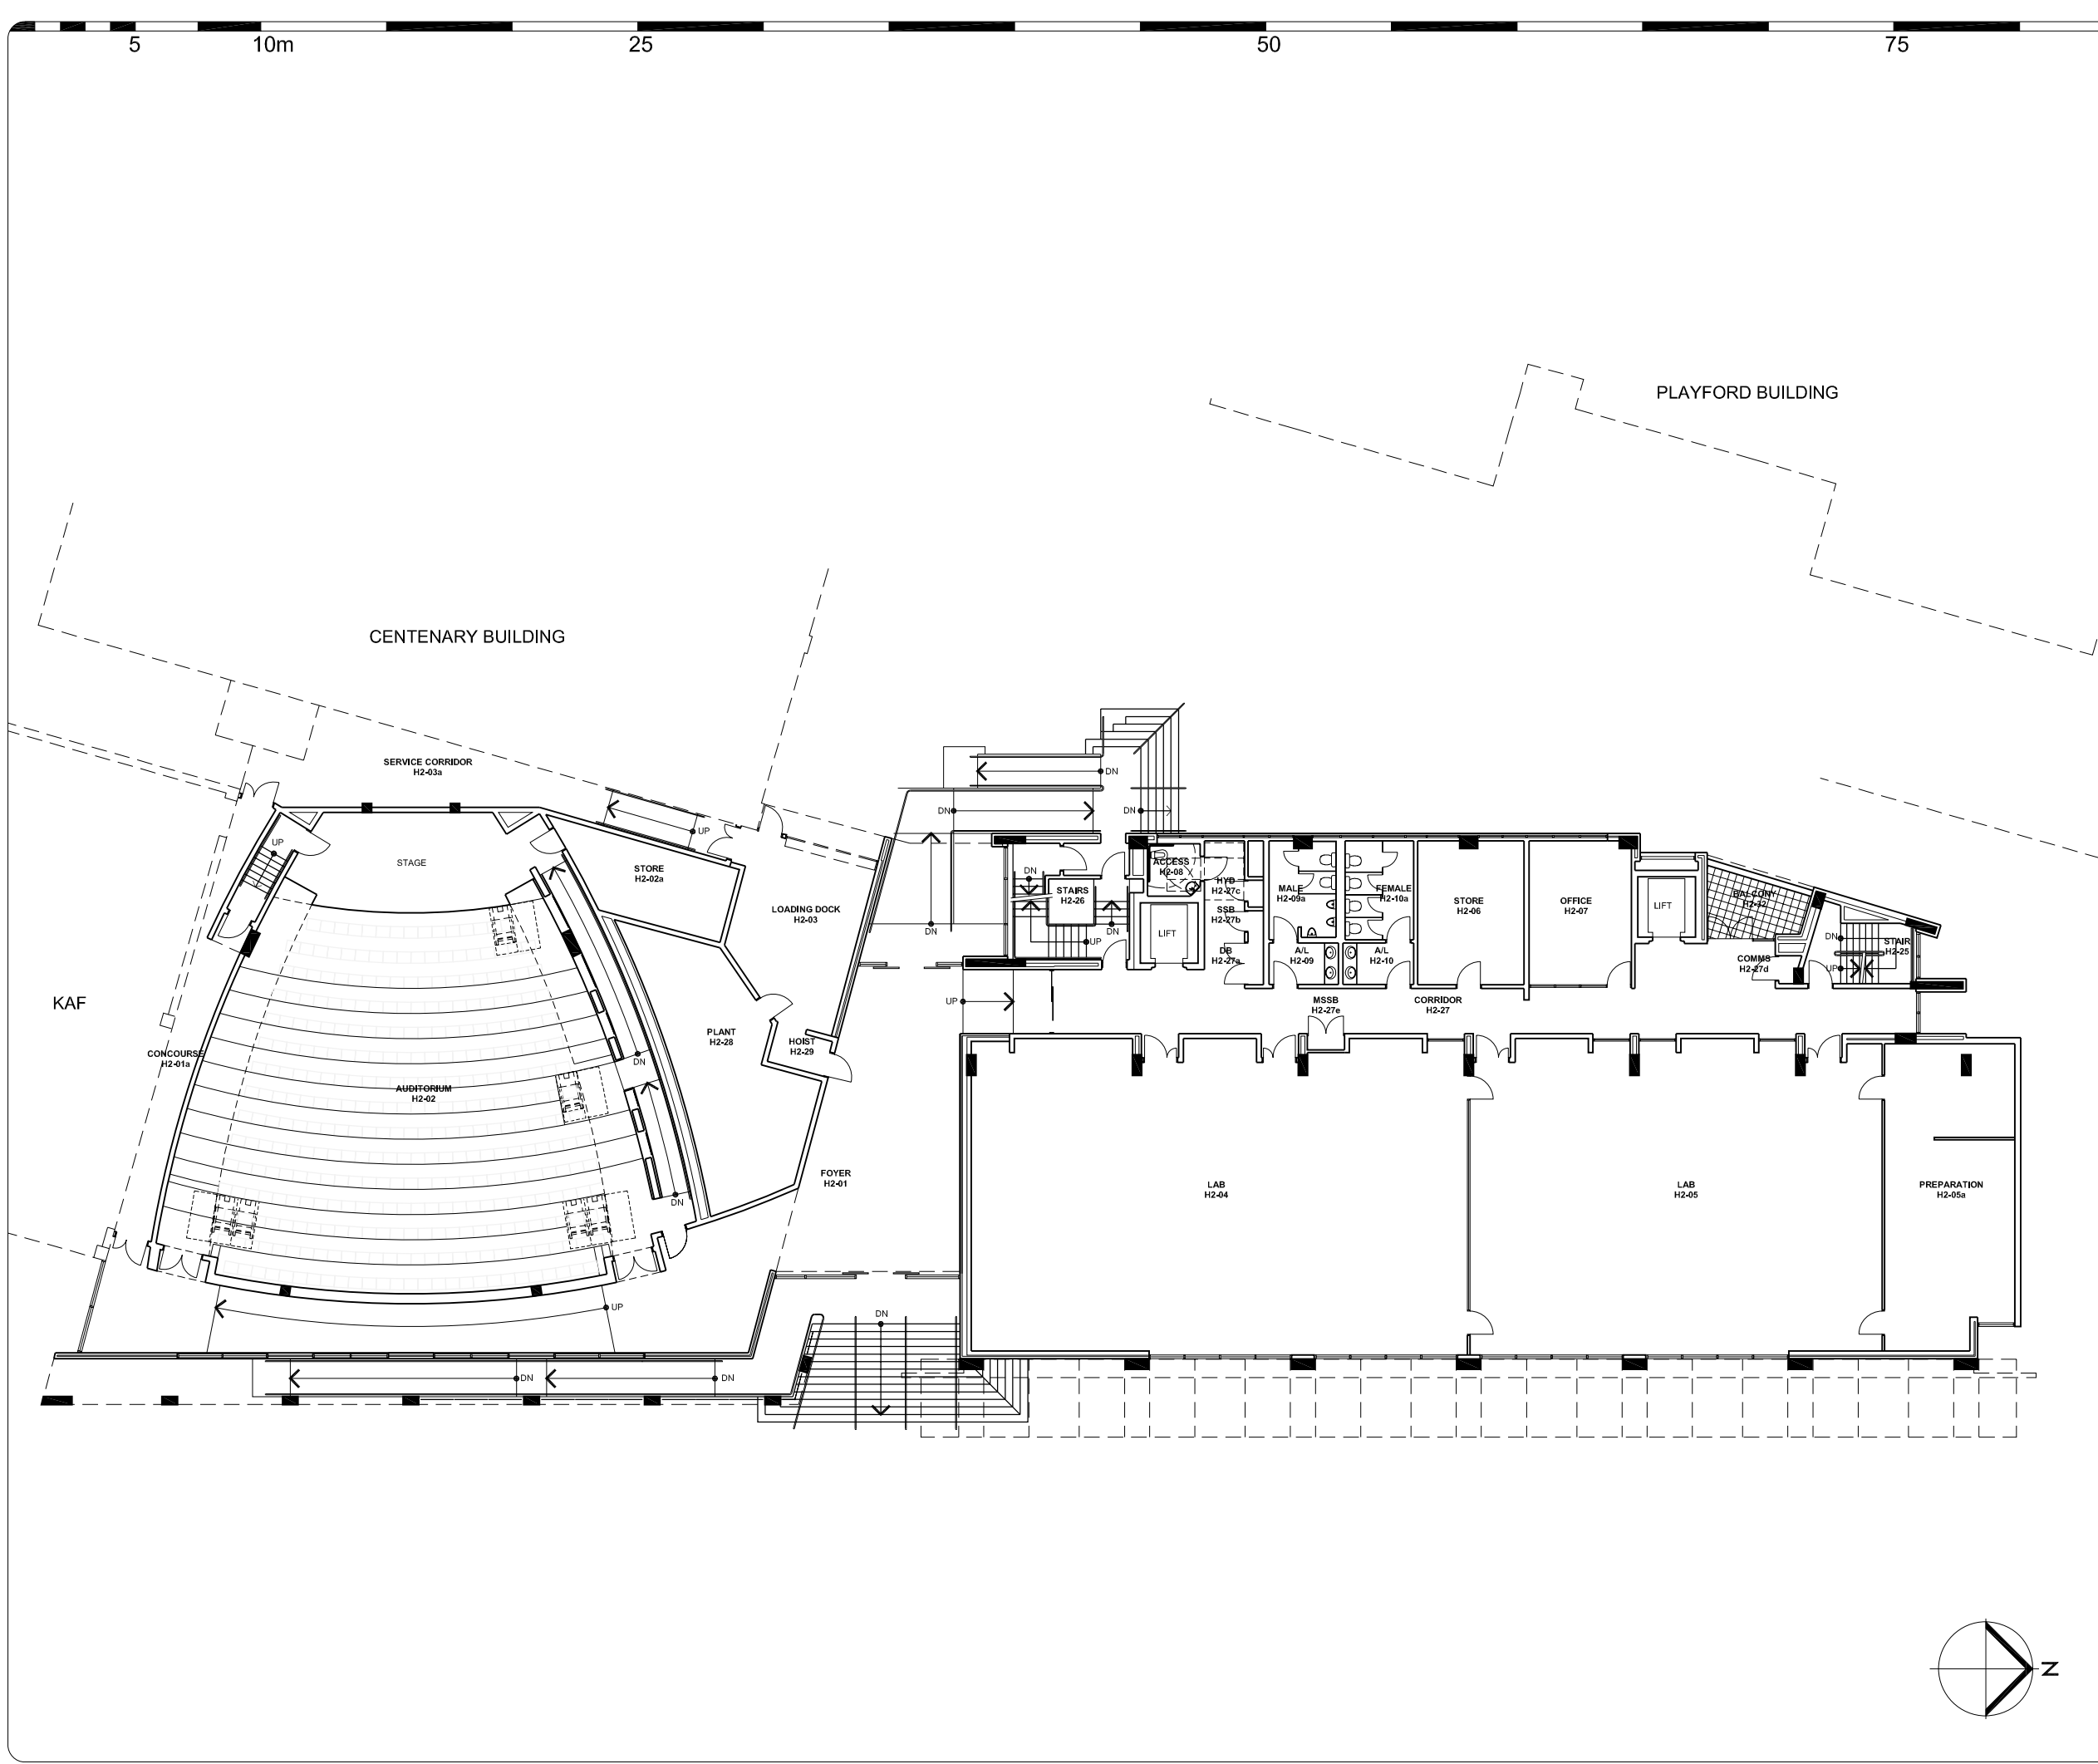 5
10m
25
50
75
PLAYFORD BUILDING
CENTENARY BUILDING
SERVICE CORRIDOR
H2-03a
DN
DN
DN
UP
UP
STAGE
STORE
H2-02a
LOADING DOCK
H2-03
DN
DN
STAIRS
H2-26
DN
UP
ACCESS
H2-08
LIFT
HYD
H2-27c
SSB
H2-27b
DB
H2-27a
MALE
H2-09a
FEMALE
H2-10a
A/L
H2-09
A/L
H2-10
STORE
H2-06
OFFICE
H2-07
LIFT
BALCONY
H2-32
COMMS
H2-27d
DN
UP
STAIR
H2-25
KAF
CONCOURSE
H2-01a
AUDITORIUM
H2-02
DN
DN
PLANT
H2-28
HOIST
H2-29
UP
MSSB
H2-27e
CORRIDOR
H2-27
FOYER
H2-01
LAB
H2-04
LAB
H2-05
PREPARATION
H2-05a
UP
DN
DN
DN
N